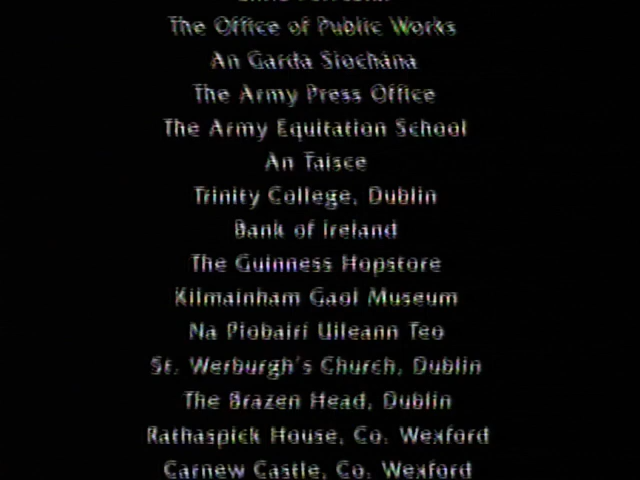 The Office of Public Works
An Garda Síochána
The Army Press Office
The Army Equitation School
An Taisce
Trinity College, Dublin
Bank of Ireland
The Guinness Hopstore
Kilmainham Gaol Museum
Na Píobairí Uileann Teo
St. Werburgh's Church, Dublin
The Brazen Head, Dublin
Rathaspick House, Co. Wexford
Carnew Castle, Co. Wexford